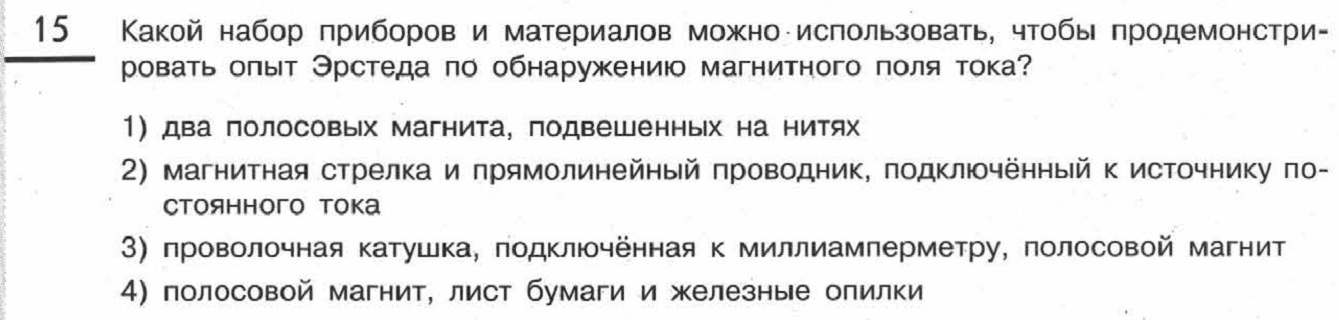 15 Какой набор приборов и материалов можно использовать, чтобы продемонстри-
ровать опыт Эрстеда по обнаружению магнитного поля тока?
1) два полосовых магнита, подвешенных на нитях
2) магнитная стрелка и прямолинейный проводник, подключённый к источнику по-
стоянного тока
3) проволочная катушка, подключённая к миллиамперметру, полосовой магнит
4) полосовой магнит, лист бумаги и железные опилки